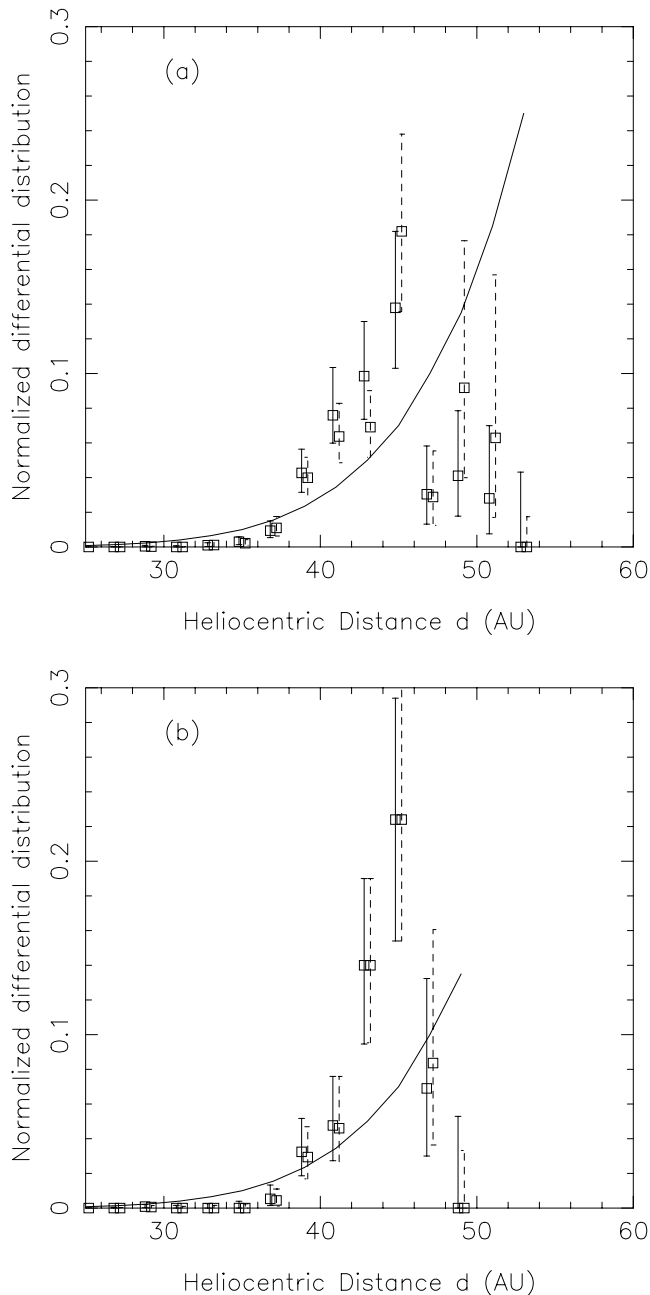 0.3
(a)
0.2
Normalized differential distribution
0.1
0
30
40
50
60
Heliocentric Distance d (AU)
0.3
(b)
0.2
Normalized differential distribution
0.1
0
30
40
50
60
Heliocentric Distance d (AU)